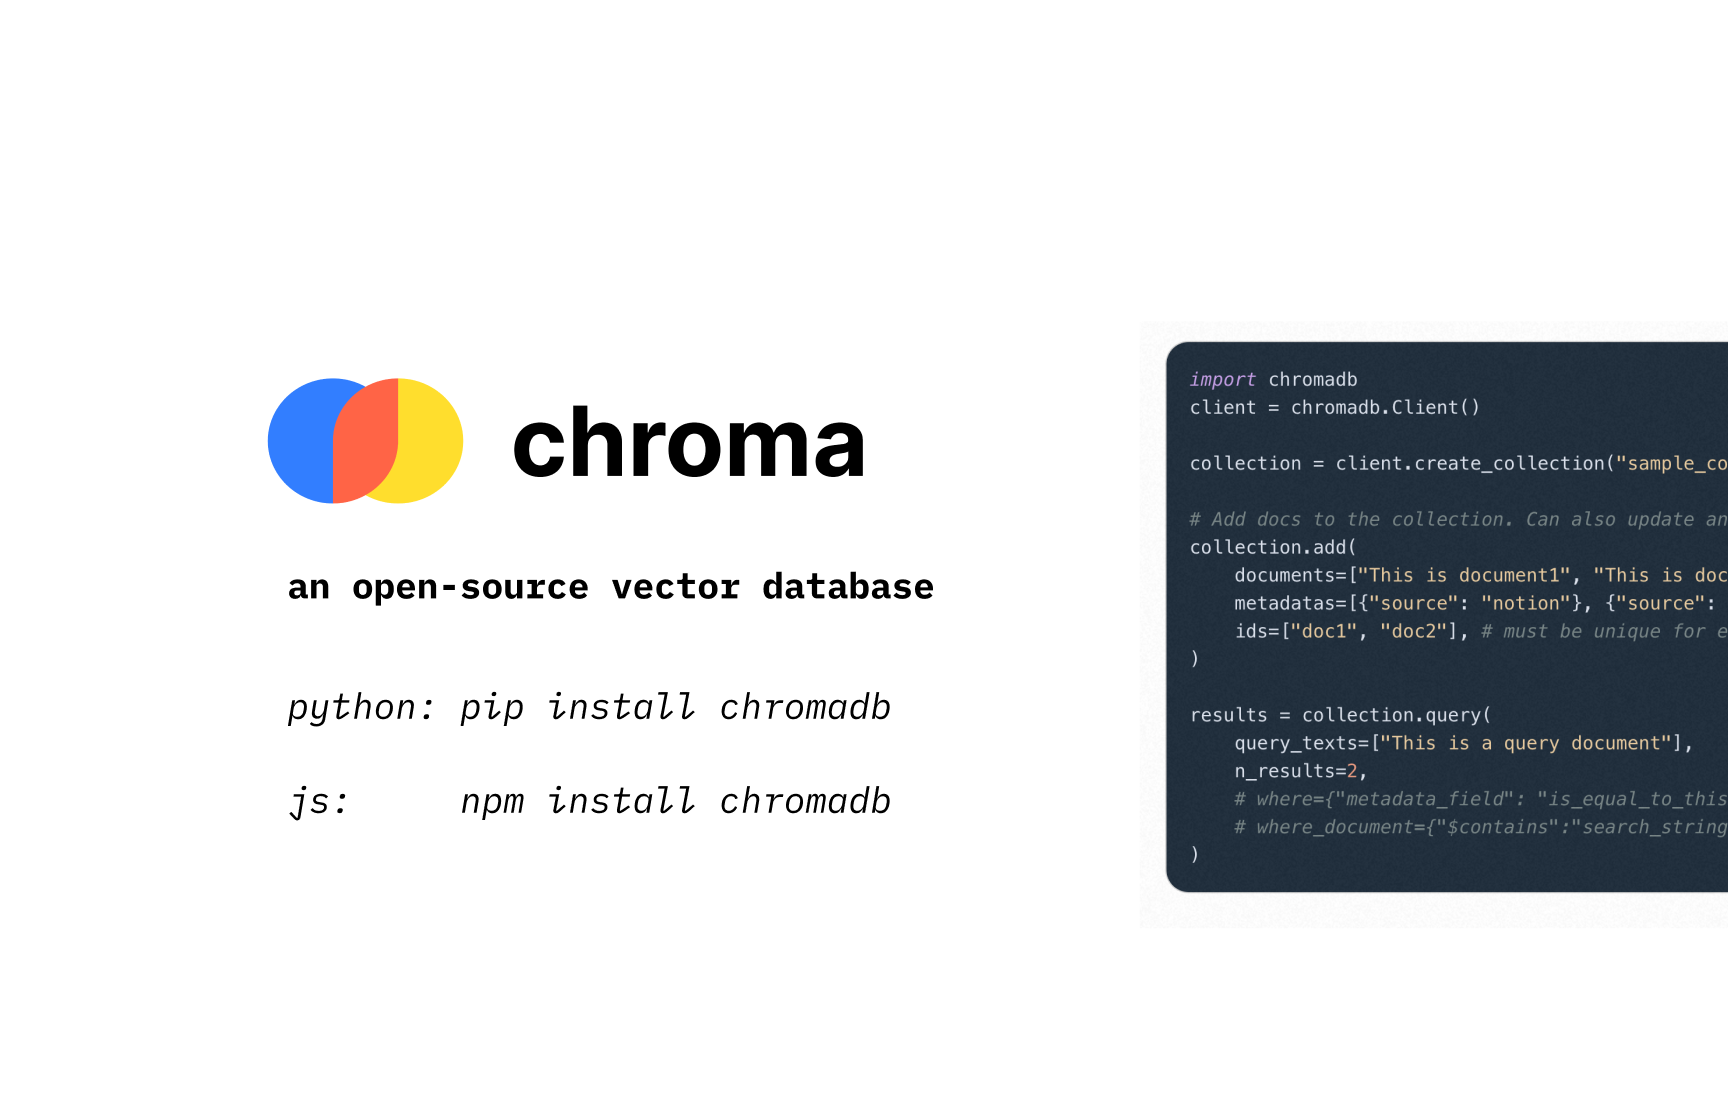 chroma
an open-source vector database
python: pip install chromadb
js: npm install chromadb
import chromadb
client = chromadb.Client()
collection = client.create_collection("sample_co
# Add docs to the collection. Can also update an
collection.add(
documents=["This is document1", "This is doc
metadatas=[{"source": "notion"}, {"source":
ids=["doc1", "doc2"], # must be unique for e
)
results = collection.query(
query_texts=["This is a query document"],
n_results=2,
# where={"metadata_field": "is_equal_to_this
# where_document={"$contains":"search_string
)